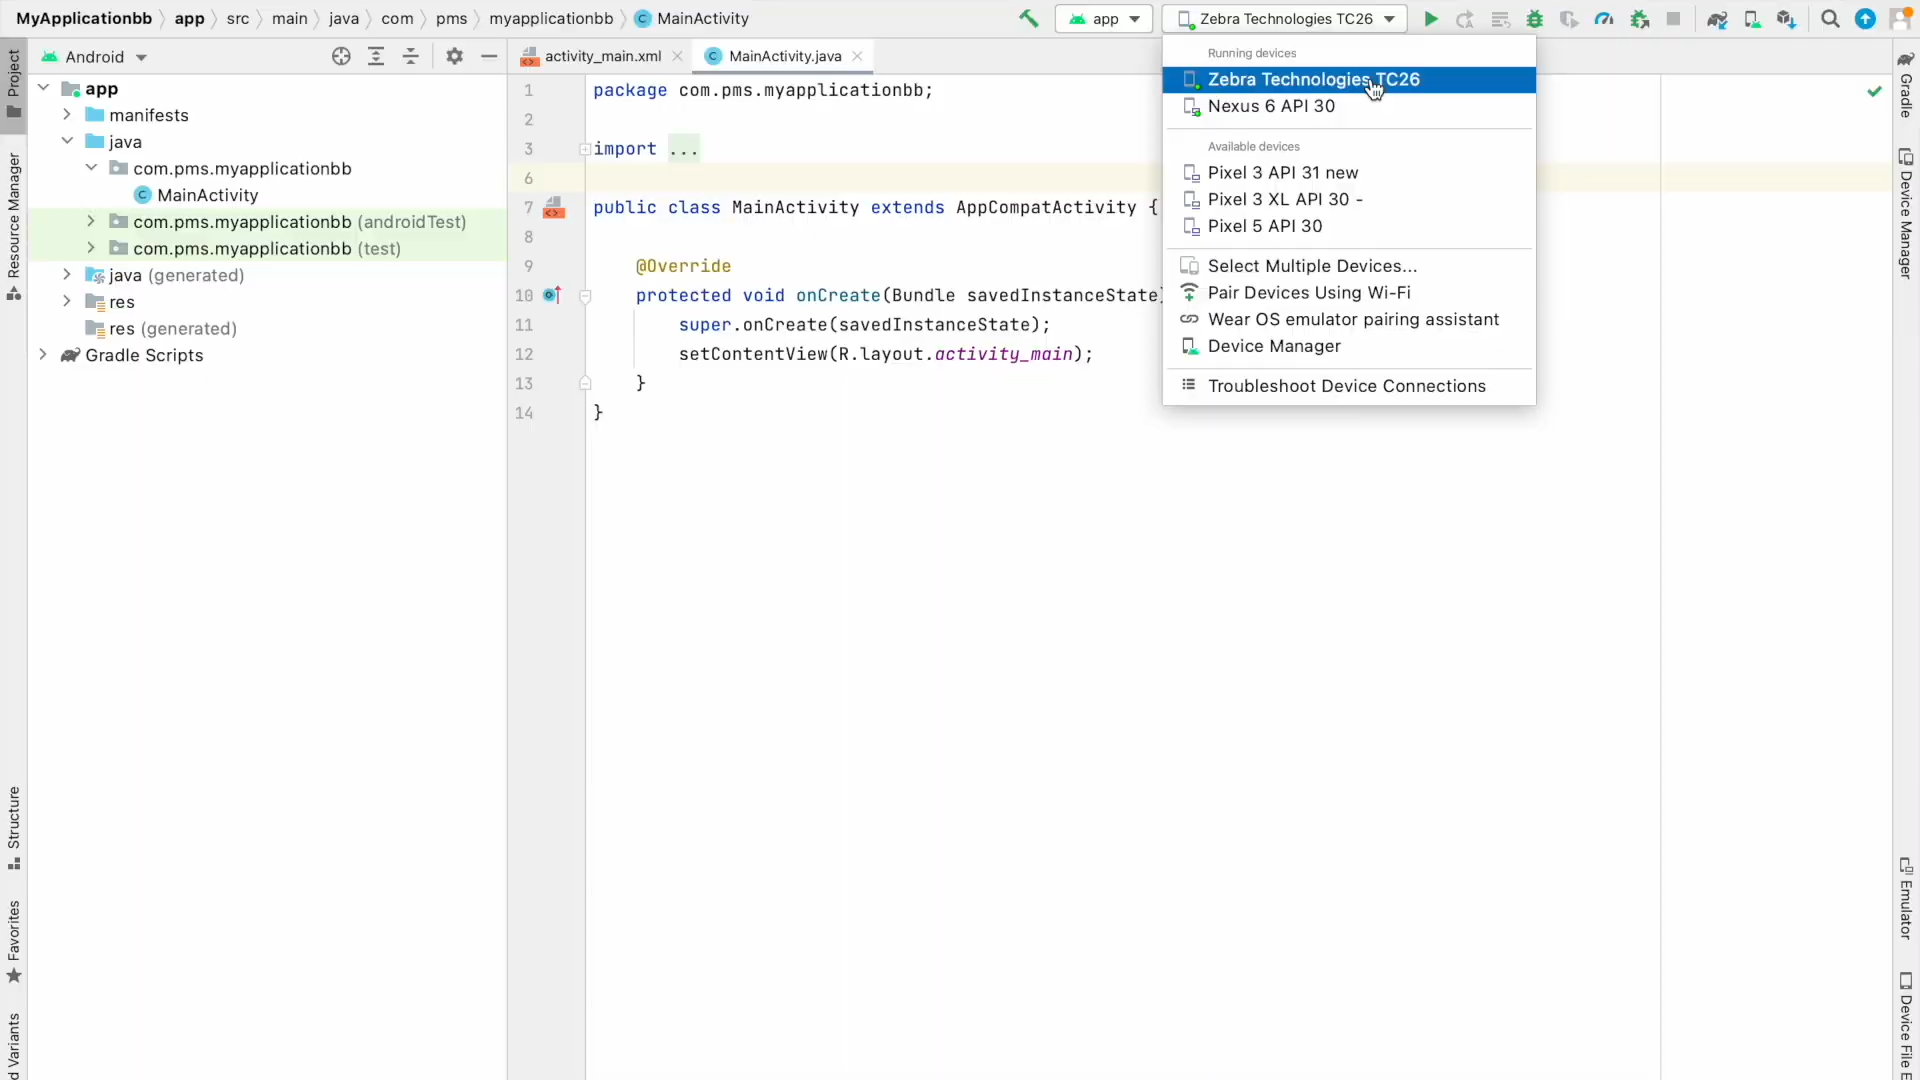 MyApplicationbb app src main java com pms myapplicationbb MainActivity
app
Zebra Technologies TC26
Android
activity_main.xml
MainActivity.java
Running devices
Zebra Technologies TC26
Nexus 6 API 30
Available devices
Pixel 3 API 31 new
Pixel 3 XL API 30 -
Pixel 5 API 30
Select Multiple Devices...
Pair Devices Using Wi-Fi
Wear OS emulator pairing assistant
Device Manager
Troubleshoot Device Connections
Project
Resource Manager
Structure
Favorites
d Variants
app
manifests
java
com.pms.myapplicationbb
MainActivity
com.pms.myapplicationbb (androidTest)
com.pms.myapplicationbb (test)
java (generated)
res
res (generated)
Gradle Scripts
1 package com.pms.myapplicationbb;
2
3 import ...
6
7 public class MainActivity extends AppCompatActivity {
8
9 @Override
10 protected void onCreate(Bundle savedInstanceState)
11 super.onCreate(savedInstanceState);
12 setContentView(R.layout.activity_main);
13 }
14 }
Gradle
Device Manager
Emulator
Device File E